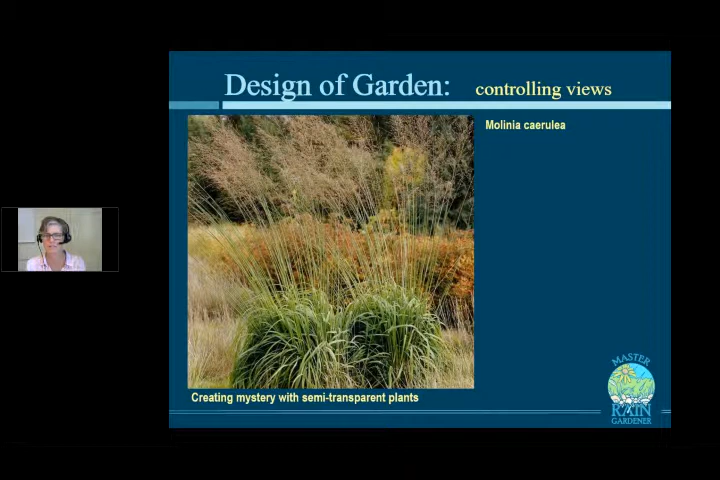 Design of Garden: controlling views
Molinia caerulea
Creating mystery with semi-transparent plants
MASTER
RAIN
GARDENER